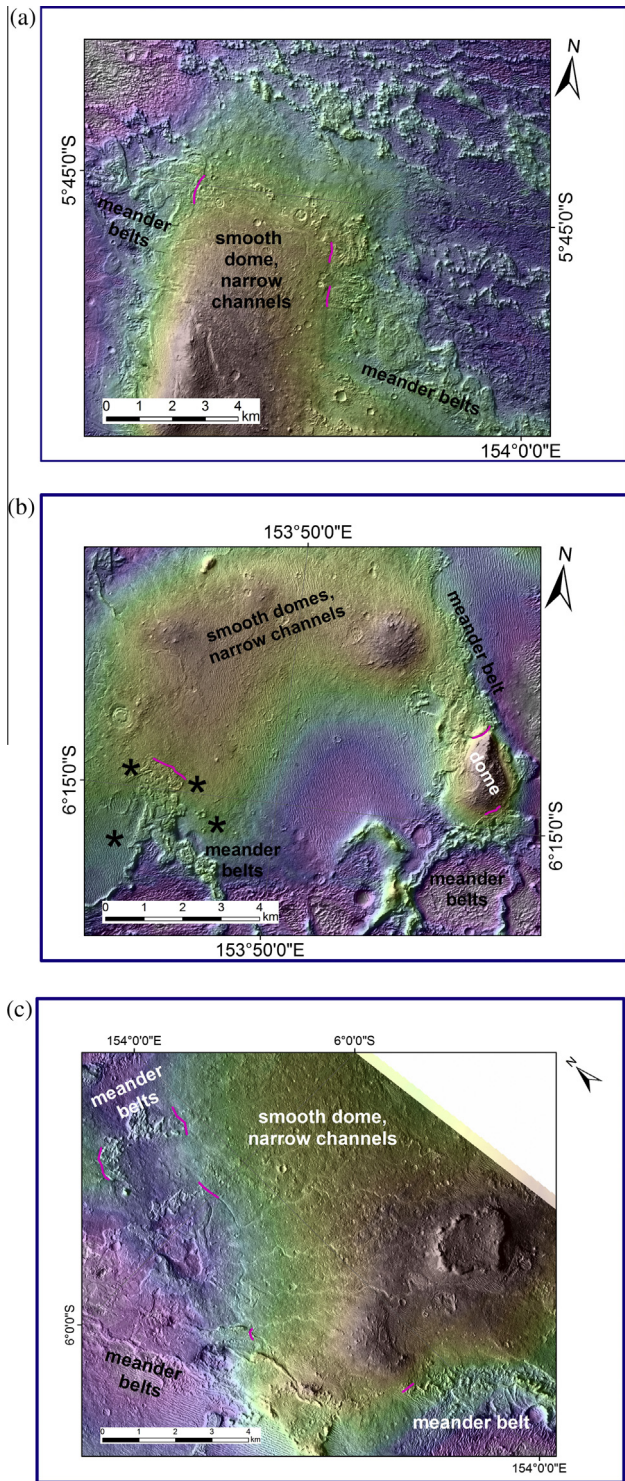 (a)
N
5°45'0"S
5°45'0"S
meander
belts
smooth
dome,
narrow
channels
meander belts
0 1 2 3 4
km
154°0'0"E
(b)
153°50'0"E
N
smooth domes,
narrow channels
meander belt
dome
6°15'0"S
6°15'0"S
*
*
*
*
meander
belts
meander
belts
0 1 2 3 4
km
153°50'0"E
(c)
154°0'0"E
6°0'0"S
N
meander
belts
smooth dome,
narrow channels
6°0'0"S
meander
belts
meander belt
0 1 2 3 4
km
154°0'0"E